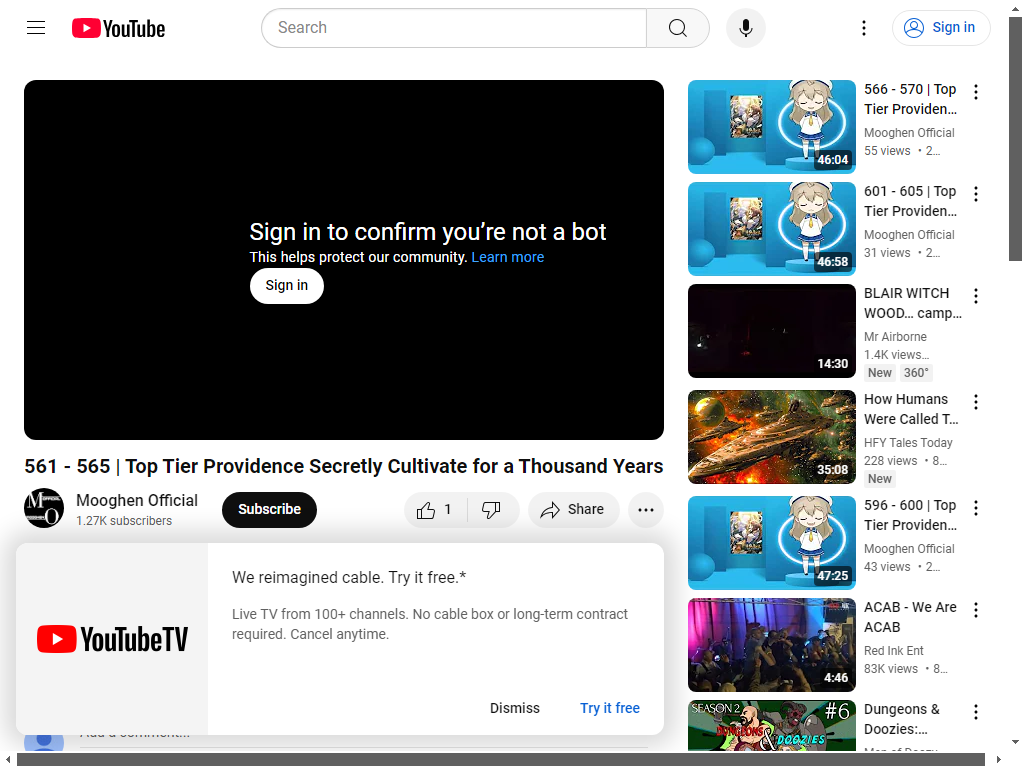 YouTube
Search
Sign in
Sign in to confirm you're not a bot
This helps protect our community. Learn more
Sign in
561 - 565 | Top Tier Providence Secretly Cultivate for a Thousand Years
Mooghen Official
1.27K subscribers
Subscribe
1
Share
We reimagined cable. Try it free.*
Live TV from 100+ channels. No cable box or long-term contract
required. Cancel anytime.
YouTubeTV
Dismiss
Try it free
566 - 570 | Top
Tier Providen...
Mooghen Official
55 views • 2...
46:04
601 - 605 | Top
Tier Providen...
Mooghen Official
31 views • 2...
46:58
BLAIR WITCH
WOOD... camp...
Mr Airborne
1.4K views...
New 360°
14:30
How Humans
Were Called T...
HFY Tales Today
228 views • 8...
New
35:08
596 - 600 | Top
Tier Providen...
Mooghen Official
43 views • 2...
47:25
ACAB - We Are
ACAB
Red Ink Ent
83K views • 8...
4:46
Dungeons &
Doozies:...
SEASON 2
#6
DUNGEONS
DOOZIES